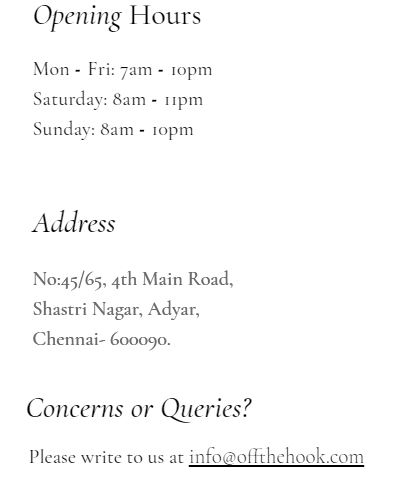 Opening Hours
Mon - Fri: 7am - 10pm
Saturday: 8am - 11pm
Sunday: 8am - 10pm
Address
No:45/65, 4th Main Road,
Shastri Nagar, Adyar,
Chennai- 600090.
Concerns or Queries?
Please write to us at info@offthehook.com